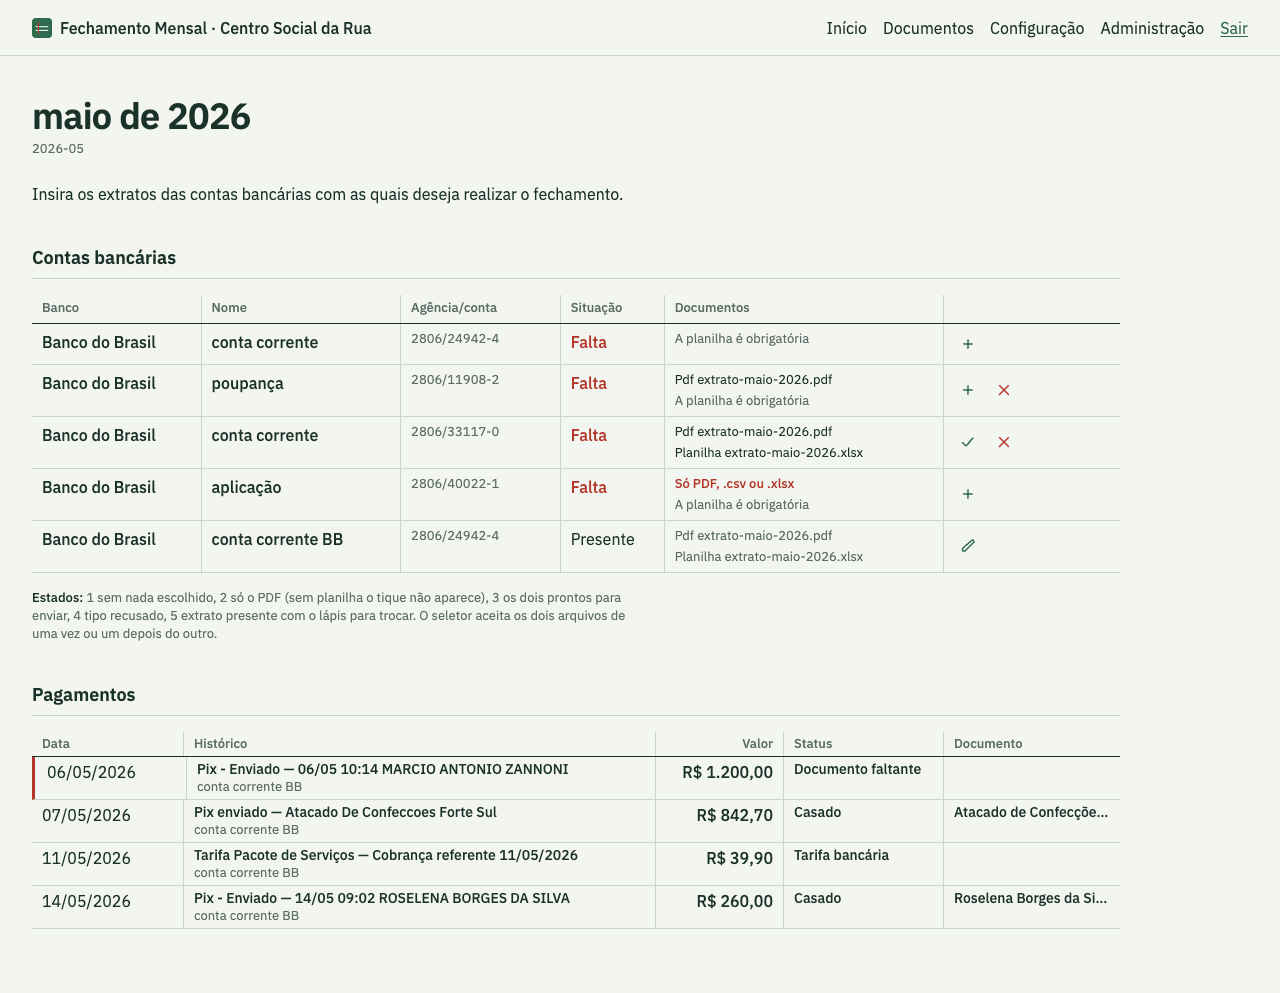 Fechamento Mensal · Centro Social da Rua
Início Documentos Configuração Administração Sair
maio de 2026
2026-05
Insira os extratos das contas bancárias com as quais deseja realizar o fechamento.
Contas bancárias
Banco Nome Agência/conta Situação Documentos
Banco do Brasil conta corrente 2806/24942-4 Falta A planilha é obrigatória
Banco do Brasil poupança 2806/11908-2 Falta Pdf extrato-maio-2026.pdf
A planilha é obrigatória
Banco do Brasil conta corrente 2806/33117-0 Falta Pdf extrato-maio-2026.pdf
Planilha extrato-maio-2026.xlsx
Banco do Brasil aplicação 2806/40022-1 Falta Só PDF, .csv ou .xlsx
A planilha é obrigatória
Banco do Brasil conta corrente BB 2806/24942-4 Presente Pdf extrato-maio-2026.pdf
Planilha extrato-maio-2026.xlsx
Estados: 1 sem nada escolhido, 2 só o PDF (sem planilha o tique não aparece), 3 os dois prontos para
enviar, 4 tipo recusado, 5 extrato presente com o lápis para trocar. O seletor aceita os dois arquivos de
uma vez ou um depois do outro.
Pagamentos
Data Histórico Valor Status Documento
06/05/2026 Pix - Enviado — 06/05 10:14 MARCIO ANTONIO ZANNONI R$ 1.200,00 Documento faltante
conta corrente BB
07/05/2026 Pix enviado — Atacado De Confeccoes Forte Sul R$ 842,70 Casado Atacado de Confecçõe...
conta corrente BB
11/05/2026 Tarifa Pacote de Serviços — Cobrança referente 11/05/2026 R$ 39,90 Tarifa bancária
conta corrente BB
14/05/2026 Pix - Enviado — 14/05 09:02 ROSELENA BORGES DA SILVA R$ 260,00 Casado Roselena Borges da Si...
conta corrente BB